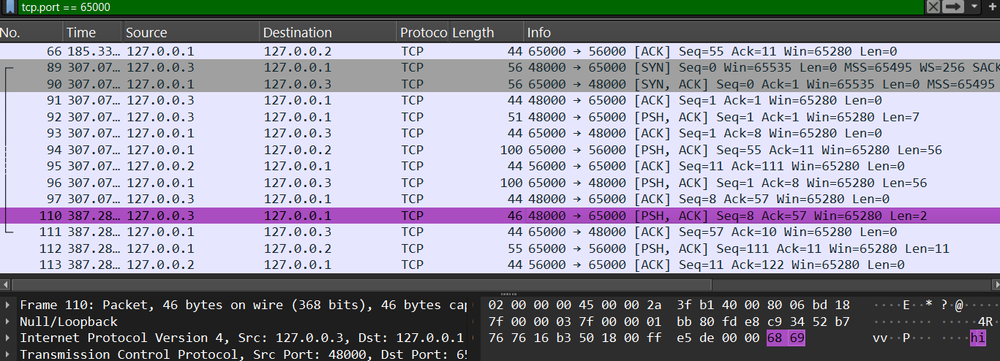 tcp.port == 65000
No. Time Source Destination Protoco Length Info
66 185.33… 127.0.0.1 127.0.0.2 TCP 44 65000 → 56000 [ACK] Seq=55 Ack=11 Win=65280 Len=0
89 307.07… 127.0.0.3 127.0.0.1 TCP 56 48000 → 65000 [SYN] Seq=0 Win=65535 Len=0 MSS=65495 WS=256 SACK
90 307.07… 127.0.0.1 127.0.0.3 TCP 56 65000 → 48000 [SYN, ACK] Seq=0 Ack=1 Win=65535 Len=0 MSS=65495
91 307.07… 127.0.0.3 127.0.0.1 TCP 44 48000 → 65000 [ACK] Seq=1 Ack=1 Win=65280 Len=0
92 307.07… 127.0.0.3 127.0.0.1 TCP 51 48000 → 65000 [PSH, ACK] Seq=1 Ack=1 Win=65280 Len=7
93 307.07… 127.0.0.1 127.0.0.3 TCP 44 65000 → 48000 [ACK] Seq=1 Ack=8 Win=65280 Len=0
94 307.07… 127.0.0.1 127.0.0.2 TCP 100 65000 → 56000 [PSH, ACK] Seq=55 Ack=11 Win=65280 Len=56
95 307.07… 127.0.0.2 127.0.0.1 TCP 44 56000 → 65000 [ACK] Seq=11 Ack=111 Win=65280 Len=0
96 307.07… 127.0.0.1 127.0.0.3 TCP 100 65000 → 48000 [PSH, ACK] Seq=1 Ack=8 Win=65280 Len=56
97 307.07… 127.0.0.3 127.0.0.1 TCP 44 48000 → 65000 [ACK] Seq=8 Ack=57 Win=65280 Len=0
110 387.28… 127.0.0.3 127.0.0.1 TCP 46 48000 → 65000 [PSH, ACK] Seq=8 Ack=57 Win=65280 Len=2
111 387.28… 127.0.0.1 127.0.0.3 TCP 44 65000 → 48000 [ACK] Seq=57 Ack=10 Win=65280 Len=0
112 387.28… 127.0.0.1 127.0.0.2 TCP 55 65000 → 56000 [PSH, ACK] Seq=111 Ack=11 Win=65280 Len=11
113 387.28… 127.0.0.2 127.0.0.1 TCP 44 56000 → 65000 [ACK] Seq=11 Ack=122 Win=65280 Len=0
Frame 110: Packet, 46 bytes on wire (368 bits), 46 bytes cap
Null/Loopback
Internet Protocol Version 4, Src: 127.0.0.3, Dst: 127.0.0.1
Transmission Control Protocol, Src Port: 48000, Dst Port: 65
02 00 00 00 45 00 00 2a 3f b1 40 00 80 06 bd 18 ····E··* ?·@·····
7f 00 00 03 7f 00 00 01 bb 80 fd e8 c9 34 52 b7 ········ ·····4R·
76 76 16 b3 50 18 00 ff e5 de 00 00 68 69 vv··P··· ····hi